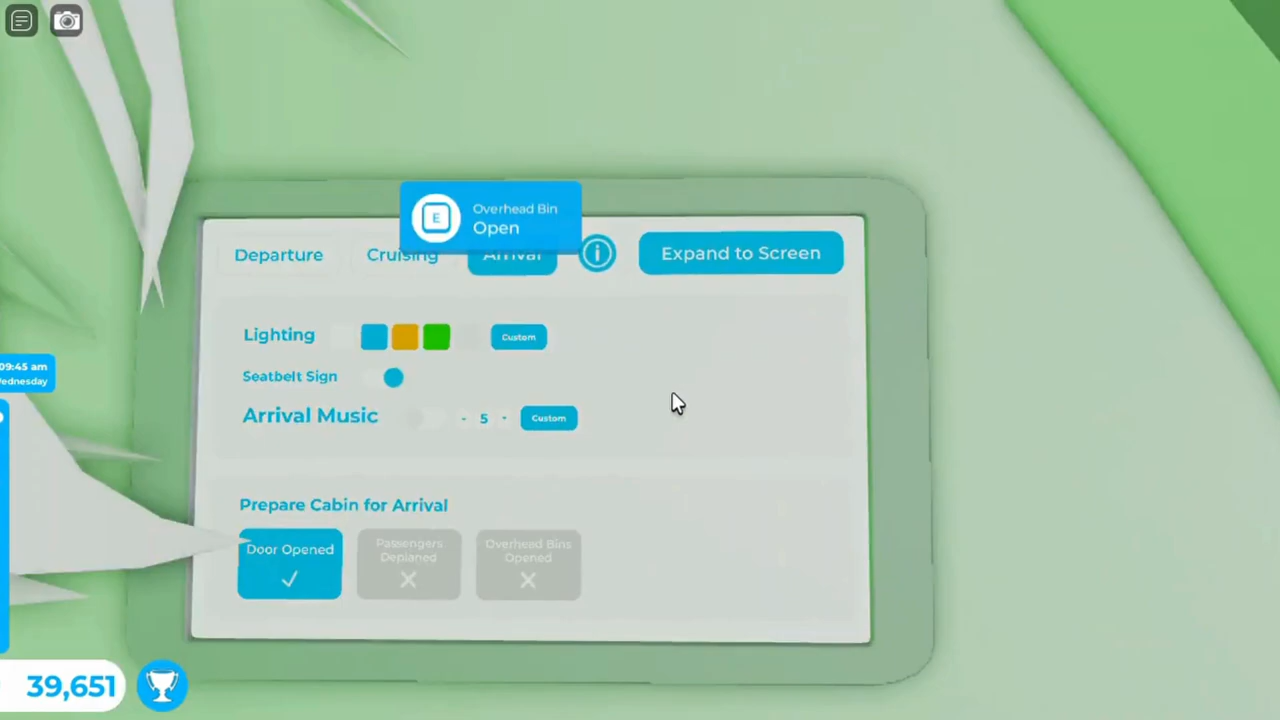 Overhead Bin
E
Open
Departure
Cruising
Arrival
i
Expand to Screen
Lighting
Custom
Seatbelt Sign
Arrival Music
- 5 -
Custom
09:45 am
Wednesday
Prepare Cabin for Arrival
Door Opened
Passengers
Deplaned
Overhead Bins
Opened
39,651